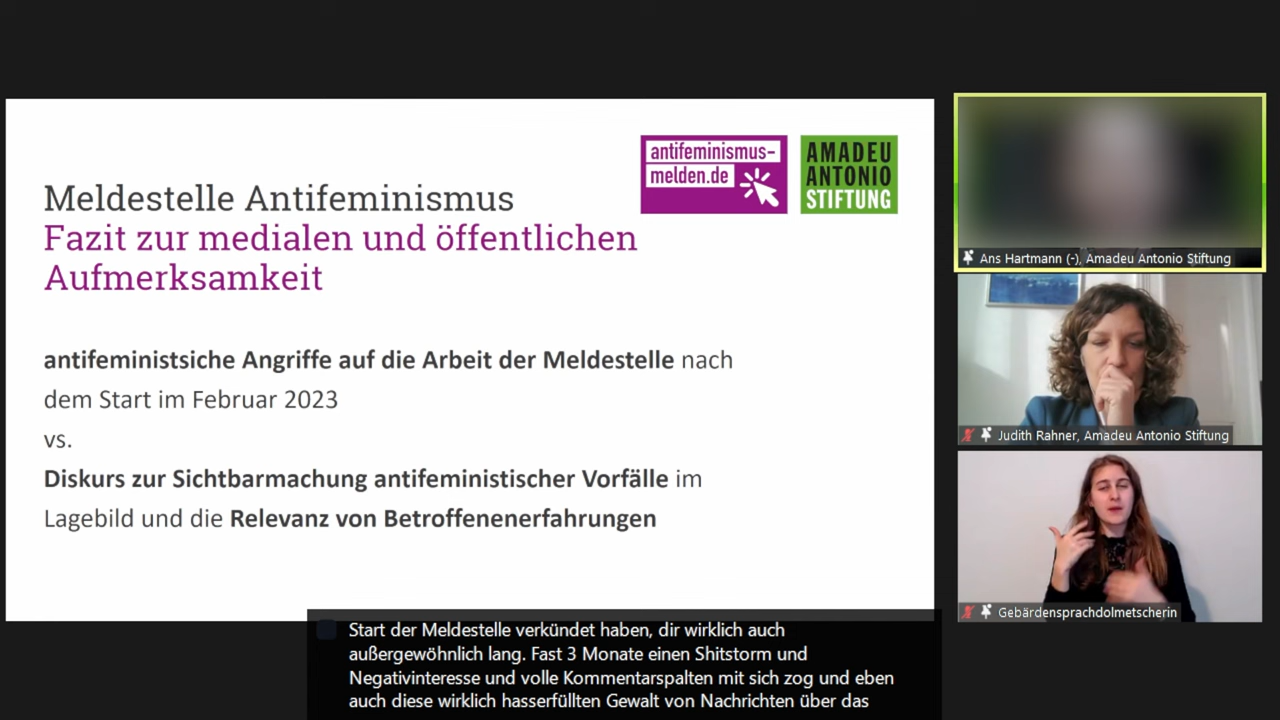 antifeminismus-
melden.de
AMADEU
ANTONIO
STIFTUNG
Meldestelle Antifeminismus
Fazit zur medialen und öffentlichen
Aufmerksamkeit
antifeministsiche Angriffe auf die Arbeit der Meldestelle nach
dem Start im Februar 2023
vs.
Diskurs zur Sichtbarmachung antifeministischer Vorfälle im
Lagebild und die Relevanz von Betroffenenerfahrungen
Ans Hartmann (-), Amadeu Antonio Stiftung
Judith Rahner, Amadeu Antonio Stiftung
Gebärdensprachdolmetscherin
Start der Meldestelle verkündet haben, dir wirklich auch
außergewöhnlich lang. Fast 3 Monate einen Shitstorm und
Negativinteresse und volle Kommentarspalten mit sich zog und eben
auch diese wirklich hasserfüllten Gewalt von Nachrichten über das